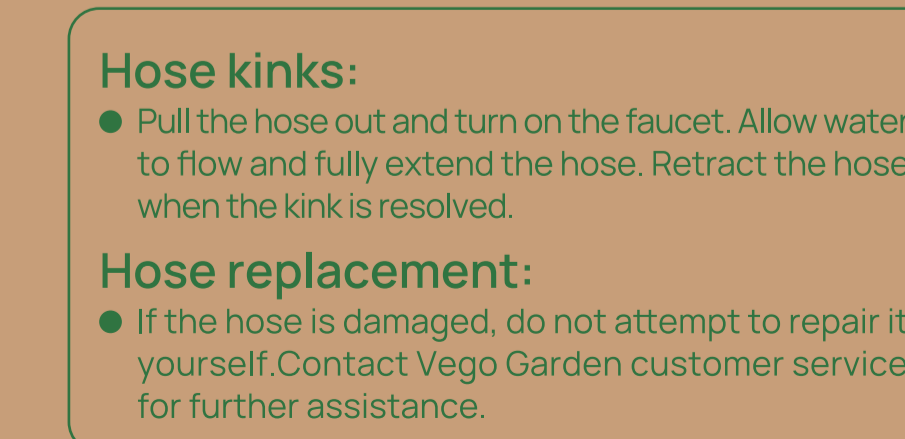 Hose kinks:
● Pull the hose out and turn on the faucet. Allow water
to flow and fully extend the hose. Retract the hose
when the kink is resolved.
Hose replacement:
● If the hose is damaged, do not attempt to repair it
yourself.Contact Vego Garden customer service
for further assistance.